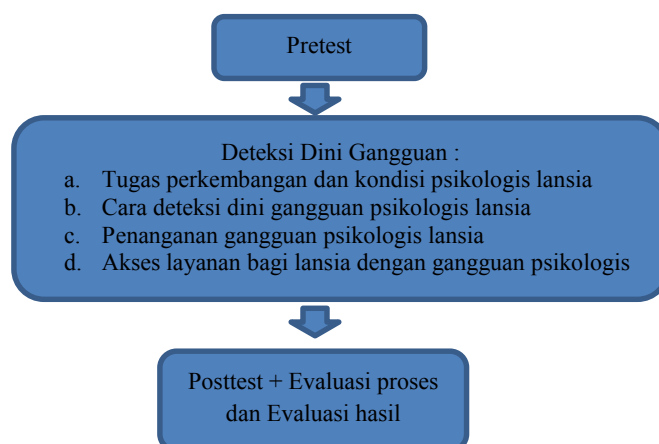 Pretest
Deteksi Dini Gangguan :
a. Tugas perkembangan dan kondisi psikologis lansia
b. Cara deteksi dini gangguan psikologis lansia
c. Penanganan gangguan psikologis lansia
d. Akses layanan bagi lansia dengan gangguan psikologis
Posttest + Evaluasi proses
dan Evaluasi hasil